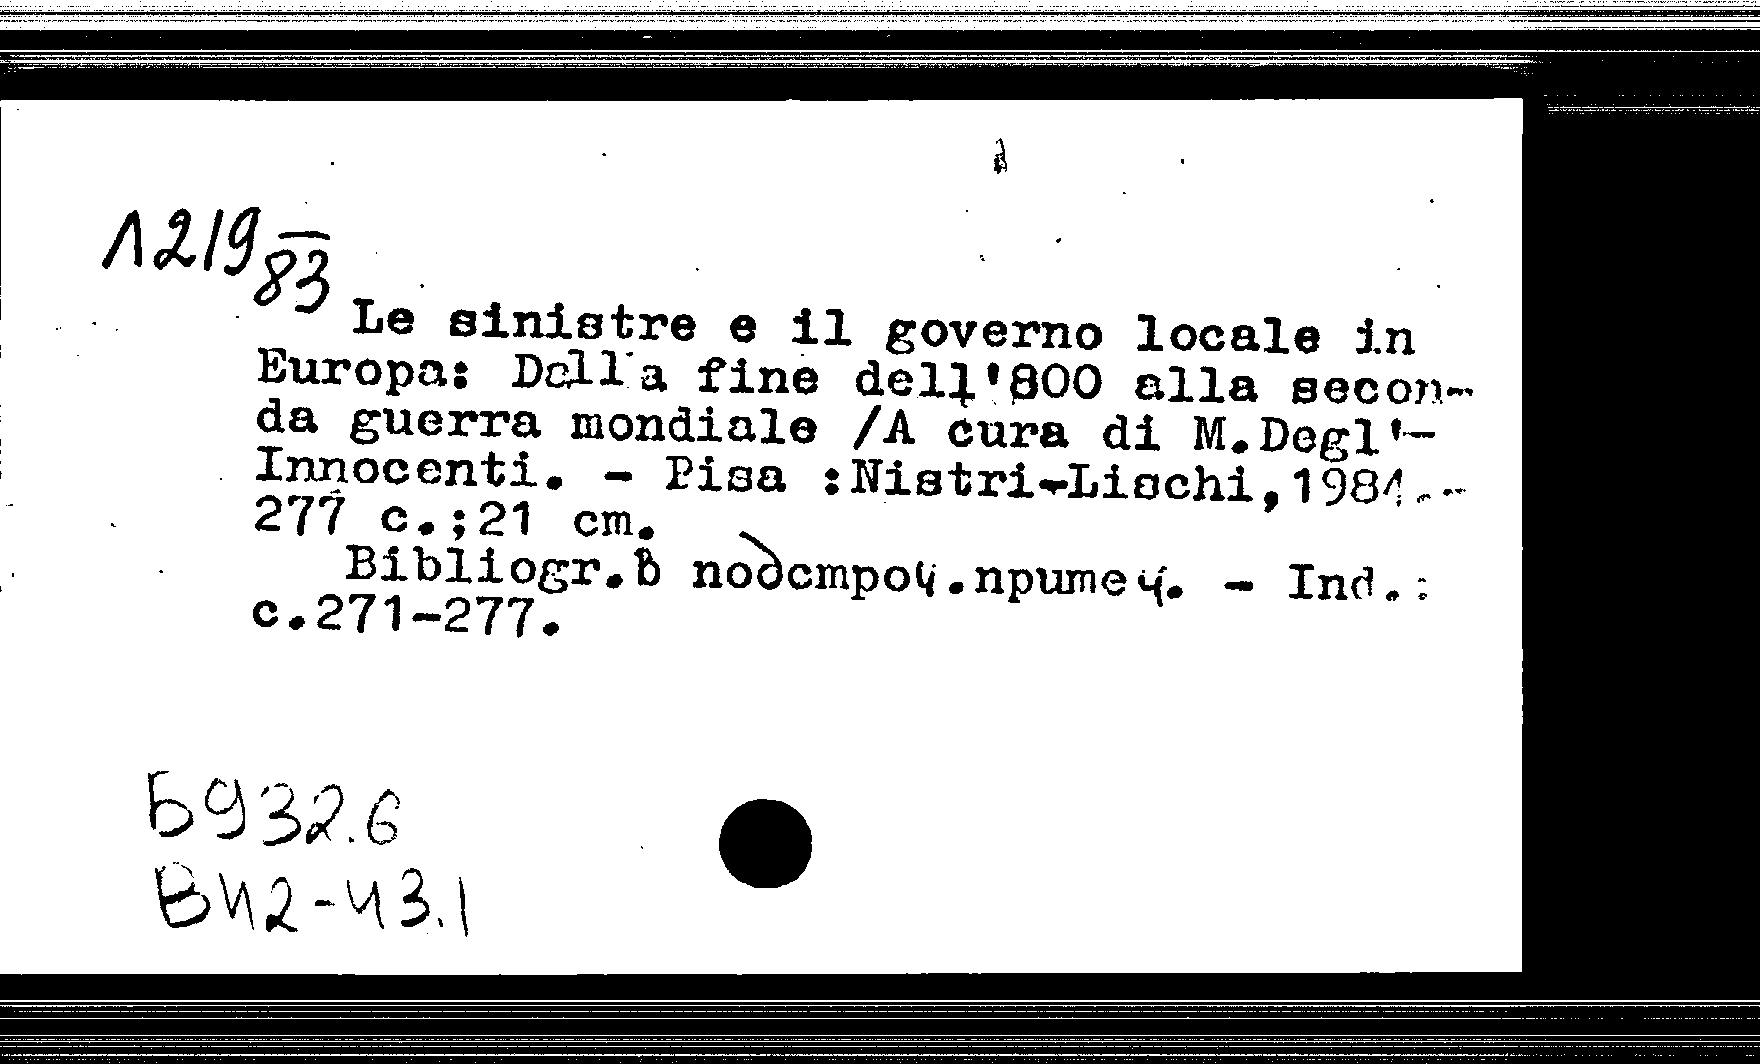 Л219 83
Le sinistre e il governo locale in
Europa: Dalla fine dell'800 alla secon-
da guerra mondiale /A cura di M.Degl'-
Innocenti. - Pisa :Nistri-Lischi,1984.-
277 c.;21 cm.
Bibliogr.в подстроч.примеч. - Ind.:
c.271-277.
Б932.6
В42-43.1